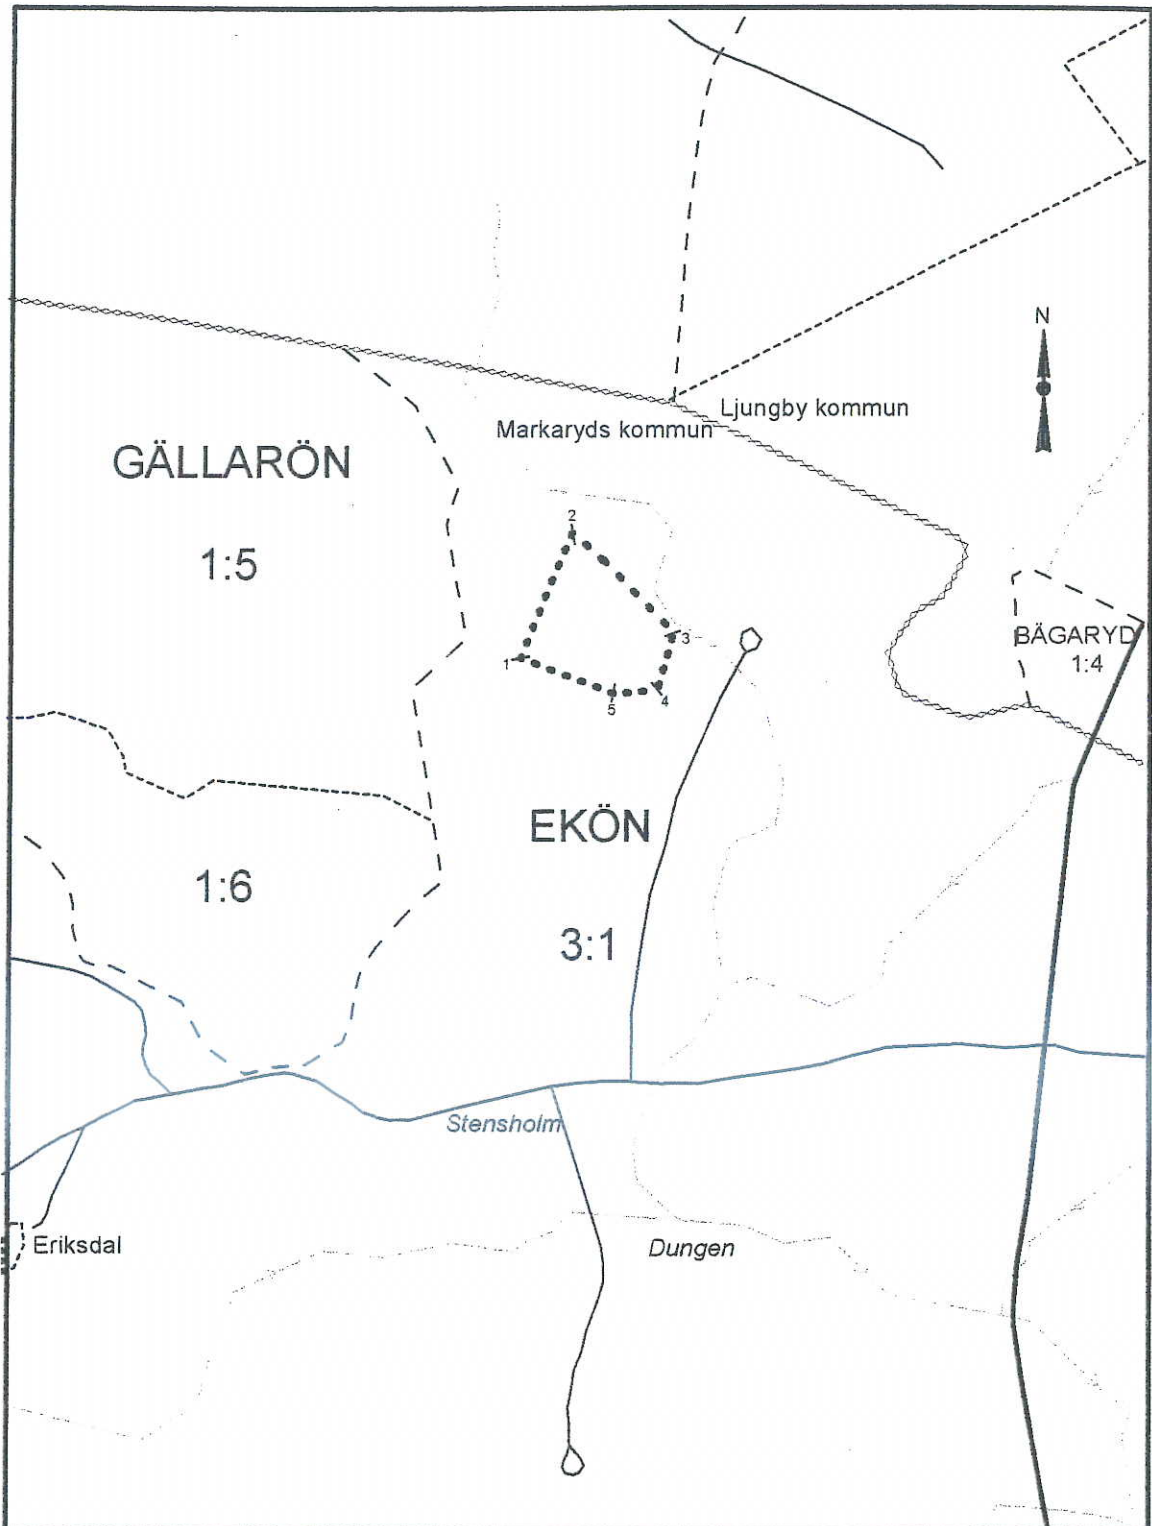 N
Ljungby kommun
Markaryds kommun
GÄLLARÖN
1:5
2
3
1
4
5
BÄGARYD
1:4
EKÖN
1:6
3:1
Stensholm
Eriksdal
Dungen